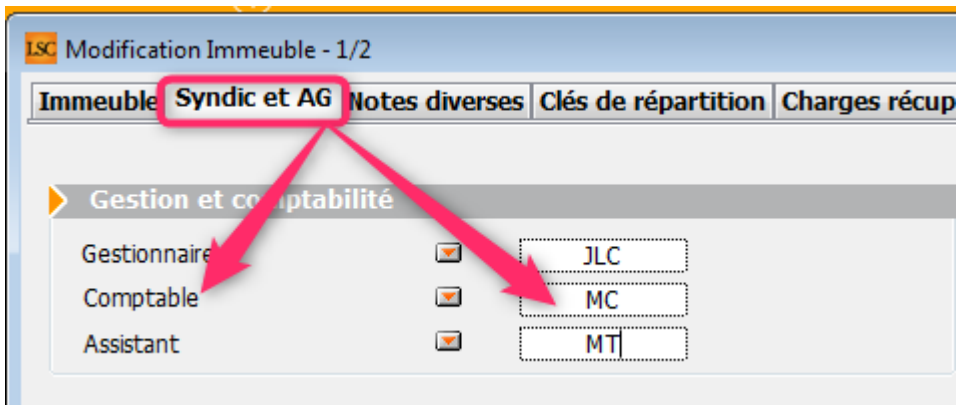 LSC Modification Immeuble - 1/2
Immeuble Syndic et AG Notes diverses Clés de répartition Charges récup
Gestion et comptabilité
Gestionnaire JLC
Comptable MC
Assistant MT